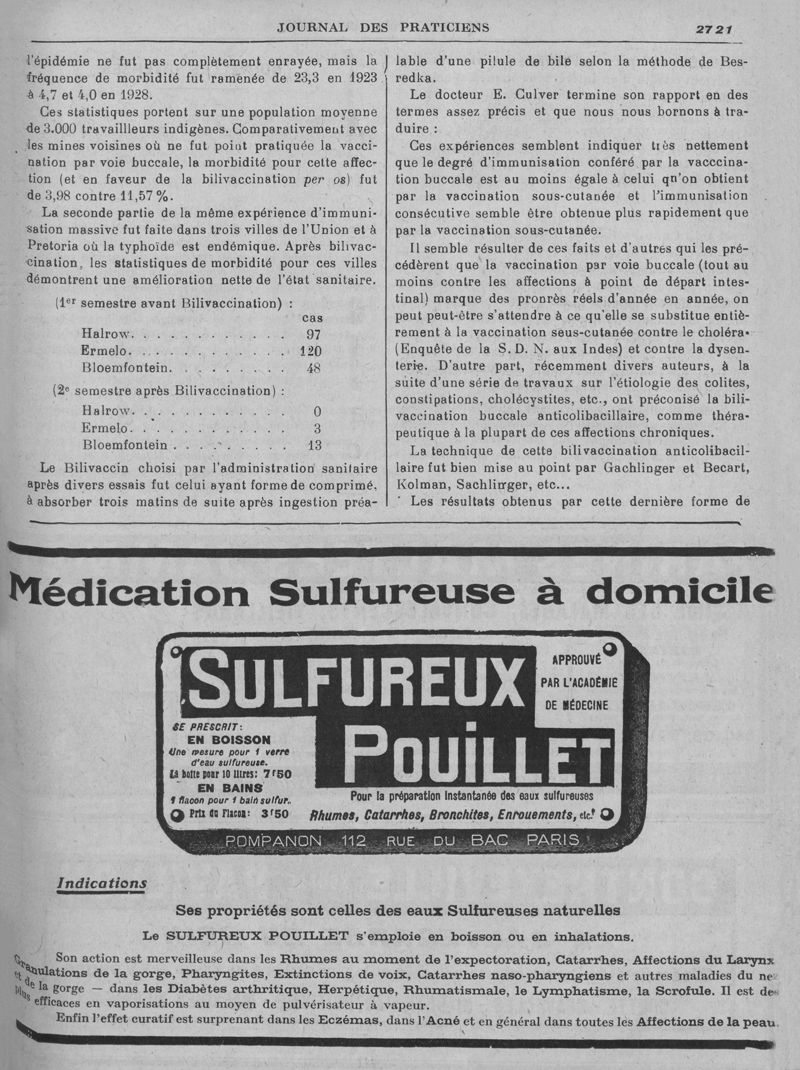 JOURNAL DES PRATICIENS 2721
l'épidémie ne fut pas complètement enrayée, mais la
fréquence de morbidité fut ramenée de 23,3 en 1923
à 4,7 et 4,0 en 1928.
Ces statistiques portent sur une population moyenne
de 3.000 travaillleurs indigènes. Comparativement avec
les mines voisines où ne fut point pratiquée la vacci-
nation par voie buccale, la morbidité pour cette affec-
tion (et en faveur de la bilivaccination per os) fut
de 3,98 contre 11,57 %.
La seconde partie de la même expérience d'immuni-
sation massive fut faite dans trois villes de l'Union et à
Pretoria où la typhoïde est endémique. Après bilivac-
cination, les statistiques de morbidité pour ces villes
démontrent une amélioration nette de l'état sanitaire.
(1er semestre avant Bilivaccination) :
cas
Halrow. . . . . . . . . . . . 97
Ermelo. . . . . . . . . . . . 120
Bloemfontein. . . . . . . . . 48
(2e semestre après Bilivaccination) :
Halrow. . . . . . . . . . . . 0
Ermelo. . . . . . . . . . . . 3
Bloemfontein . . . . . . . . 13
Le Bilivaccin choisi par l'administration sanitaire
après divers essais fut celui ayant forme de comprimé,
à absorber trois matins de suite après ingestion préa-
lable d'une pilule de bile selon la méthode de Bes-
redka.
Le docteur E. Culver termine son rapport en des
termes assez précis et que nous nous bornons à tra-
duire :
Ces expériences semblent indiquer très nettement
que le degré d'immunisation conféré par la vacccina-
tion buccale est au moins égale à celui qn'on obtient
par la vaccination sous-cutanée et l'immunisation
consécutive semble être obtenue plus rapidement que
par la vaccination sous-cutanée.
Il semble résulter de ces faits et d'autres qui les pré-
cédèrent que la vaccination par voie buccale (tout au
moins contre les affections à point de départ intes-
tinal) marque des pronrès réels d'année en année, on
peut peut-être s'attendre à ce qu'elle se substitue entiè-
rement à la vaccination seus-cutanée contre le choléra
(Enquête de la S. D. N. aux Indes) et contre la dysen-
terie. D'autre part, récemment divers auteurs, à la
suite d'une série de travaux sur l'étiologie des colites,
constipations, cholécystites, etc., ont préconisé la bili-
vaccination buccale anticolibacillaire, comme théra-
peutique à la plupart de ces affections chroniques.
La technique de cette bilivaccination anticolibacil-
laire fut bien mise au point par Gachlinger et Becart,
Kolman, Sachlinger, etc...
Les résultats obtenus par cette dernière forme de
Médication Sulfureuse à domicile
SULFUREUX
POUILLET
APPROUVÉ
PAR L'ACADÉMIE
DE MÉDECINE
SE PRESCRIT :
EN BOISSON
Une mesure pour 1 verre
d'eau sulfureuse.
La boîte pour 10 litres: 7f50
EN BAINS
1 flacon pour 1 bain sulfur..
Prix du Flacon: 3f50
Pour la préparation instantanée des eaux sulfureuses
Rhumes, Catarrhes, Bronchites, Enrouements, etc.
POMPANON 112 RUE DU BAC PARIS
Indications
Ses propriétés sont celles des eaux Sulfureuses naturelles
Le SULFUREUX POUILLET s'emploie en boisson ou en inhalations.
Son action est merveilleuse dans les Rhumes au moment de l'expectoration, Catarrhes, Affections du Larynx
Granulations de la gorge, Pharyngites, Extinctions de voix, Catarrhes naso-pharyngiens et autres maladies du ne
et de la gorge — dans les Diabètes arthritique, Herpétique, Rhumatismale, le Lymphatisme, la Scrofule. Il est de
plus efficaces en vaporisations au moyen de pulvérisateur à vapeur.
Enfin l'effet curatif est surprenant dans les Eczémas, dans l'Acné et en général dans toutes les Affections de la peau.